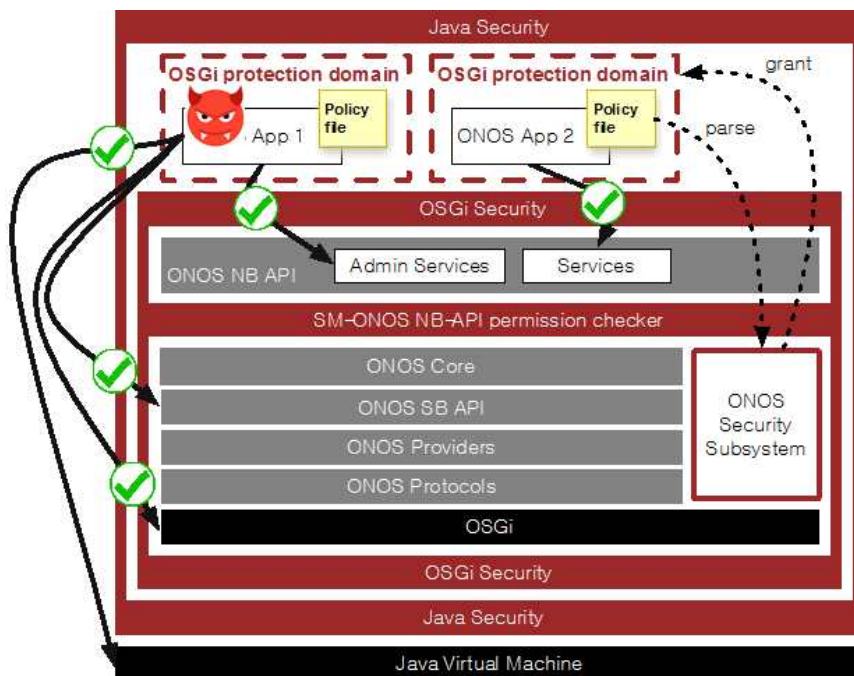 Java Security
OSGi protection domain
OSGi protection domain
grant
App 1
Policy
file
ONOS App 2
Policy
file
parse
OSGi Security
ONOS NB API
Admin Services
Services
SM-ONOS NB-API permission checker
ONOS Core
ONOS SB API
ONOS Providers
ONOS Protocols
ONOS
Security
Subsystem
OSGi
OSGi Security
Java Security
Java Virtual Machine